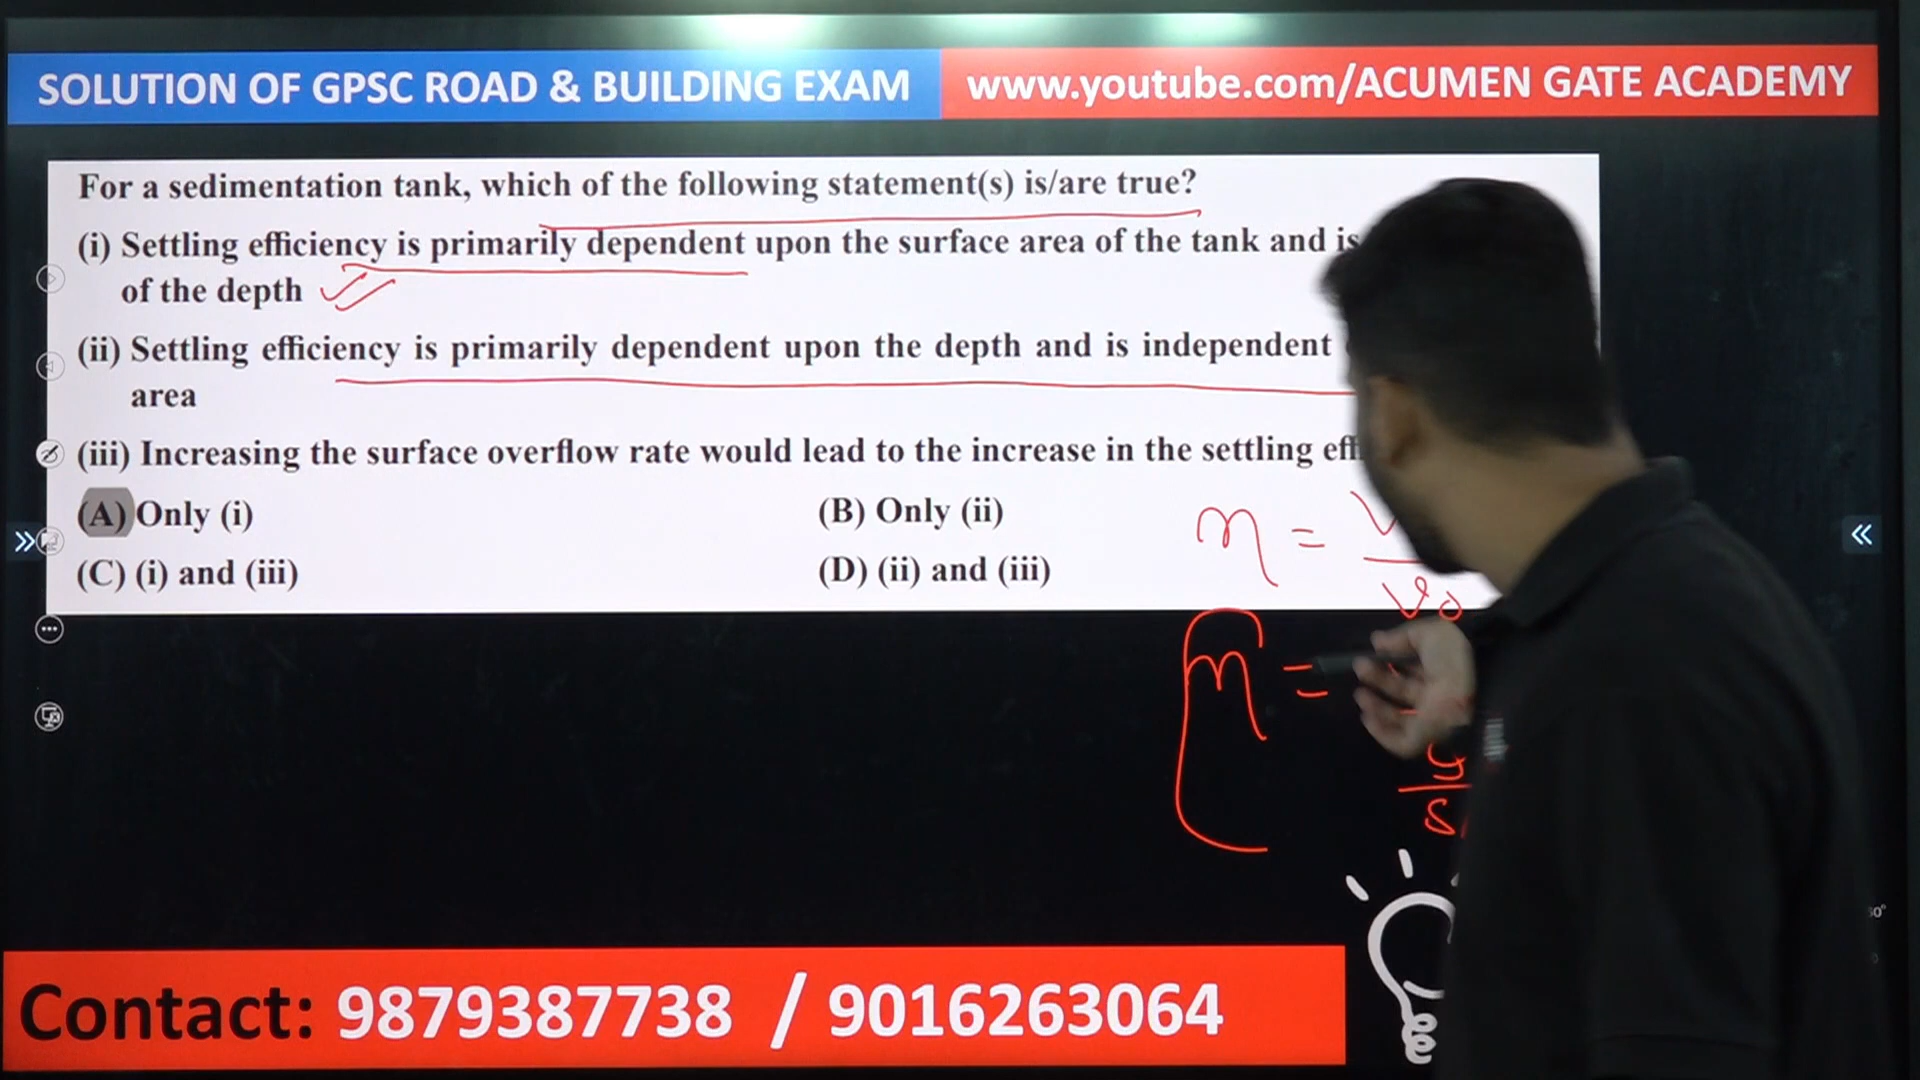 SOLUTION OF GPSC ROAD & BUILDING EXAM
www.youtube.com/ACUMEN GATE ACADEMY
For a sedimentation tank, which of the following statement(s) is/are true?
(i) Settling efficiency is primarily dependent upon the surface area of the tank and is
of the depth
(ii) Settling efficiency is primarily dependent upon the depth and is independent
area
(iii) Increasing the surface overflow rate would lead to the increase in the settling
(A) Only (i)
(B) Only (ii)
(C) (i) and (iii)
(D) (ii) and (iii)
η =
V₀
η =
Contact: 9879387738 / 9016263064